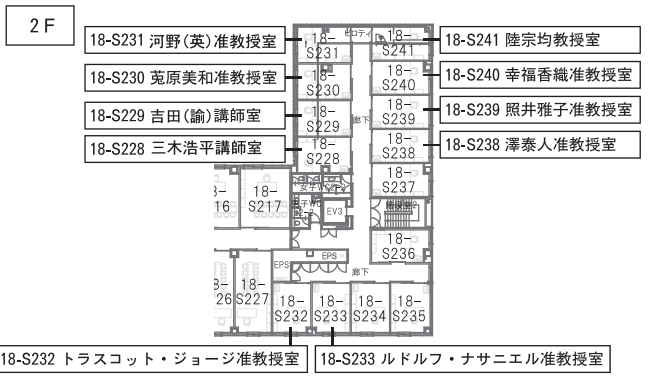 2F
18-S231 河野(英)准教授室
18-S230 菟原美和准教授室
18-S229 吉田(諭)講師室
18-S228 三木浩平講師室
18-S241 陸宗均教授室
18-S240 幸福香織准教授室
18-S239 照井雅子准教授室
18-S238 澤泰人准教授室
18-
S231
18-
S230
18-
S229
18-
S228
18-
S241
18-
S240
18-
S239
18-
S238
18-
S237
18-
S236
廊下
18-
S217
EV3
EPS
EPS
廊下
18-
S227
18-
S232
18-
S233
18-
S234
18-
S235
18-S232 トラスコット・ジョージ准教授室
18-S233 ルドルフ・ナサニエル准教授室